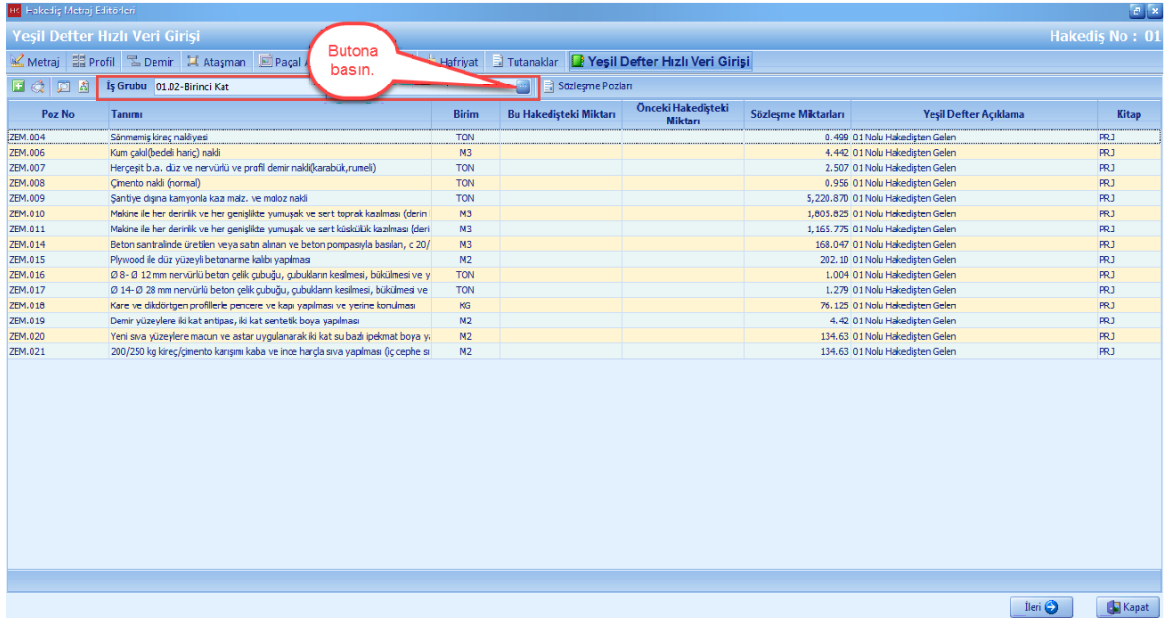 Hakediş Metraj Editörleri
Yeşil Defter Hızlı Veri Girişi Hakediş No : 01
Metraj Profil Demir Ataşman Paçal Hafriyat Tutanaklar Yeşil Defter Hızlı Veri Girişi
Butona
basın.
İş Grubu 01.02-Birinci Kat Sözleşme Pozları
Poz No Tanımı Birim Bu Hakedişteki Miktarı Önceki Hakedişteki Miktarı Sözleşme Miktarları Yeşil Defter Açıklama Kitap
ZEM.004 Sönmemiş kireç nakliyesi TON 0.499 01 Nolu Hakedişten Gelen PRJ
ZEM.006 Kum çakıl(bedeli hariç) nakli M3 4.442 01 Nolu Hakedişten Gelen PRJ
ZEM.007 Herçeşit b.a. düz ve nervürlü ve profil demir nakli(karabük,rumeli) TON 2.507 01 Nolu Hakedişten Gelen PRJ
ZEM.008 Çimento nakli (normal) TON 0.956 01 Nolu Hakedişten Gelen PRJ
ZEM.009 Şantiye dışına kamyonla kazı malz. ve moloz nakli TON 5,220.870 01 Nolu Hakedişten Gelen PRJ
ZEM.010 Makine ile her derinlik ve her genişlikte yumuşak ve sert toprak kazılması (derin M3 1,805.825 01 Nolu Hakedişten Gelen PRJ
ZEM.011 Makine ile her derinlik ve her genişlikte yumuşak ve sert küskülük kazılması (deri M3 1,165.775 01 Nolu Hakedişten Gelen PRJ
ZEM.014 Beton santralinde üretilen veya satın alınan ve beton pompasıyla basılan, c 20/ M3 168.047 01 Nolu Hakedişten Gelen PRJ
ZEM.015 Plywood ile düz yüzeyli betonarme kalıbı yapılması M2 202.10 01 Nolu Hakedişten Gelen PRJ
ZEM.016 Ø 8- Ø 12 mm nervürlü beton çelik çubuğu, çubukların kesilmesi, bükülmesi ve y TON 1.004 01 Nolu Hakedişten Gelen PRJ
ZEM.017 Ø 14- Ø 28 mm nervürlü beton çelik çubuğu, çubukların kesilmesi, bükülmesi ve TON 1.279 01 Nolu Hakedişten Gelen PRJ
ZEM.018 Kare ve dikdörtgen profillerle pencere ve kapı yapılması ve yerine konulması KG 76.125 01 Nolu Hakedişten Gelen PRJ
ZEM.019 Demir yüzeylere iki kat antipas, iki kat sentetik boya yapılması M2 4.42 01 Nolu Hakedişten Gelen PRJ
ZEM.020 Yeni sıva yüzeylere macun ve astar uygulanarak iki kat su bazlı ipekmat boya ya M2 134.63 01 Nolu Hakedişten Gelen PRJ
ZEM.021 200/250 kg kireç/çimento karışımı kaba ve ince harçla sıva yapılması (iç cephe sı M2 134.63 01 Nolu Hakedişten Gelen PRJ
İleri Kapat